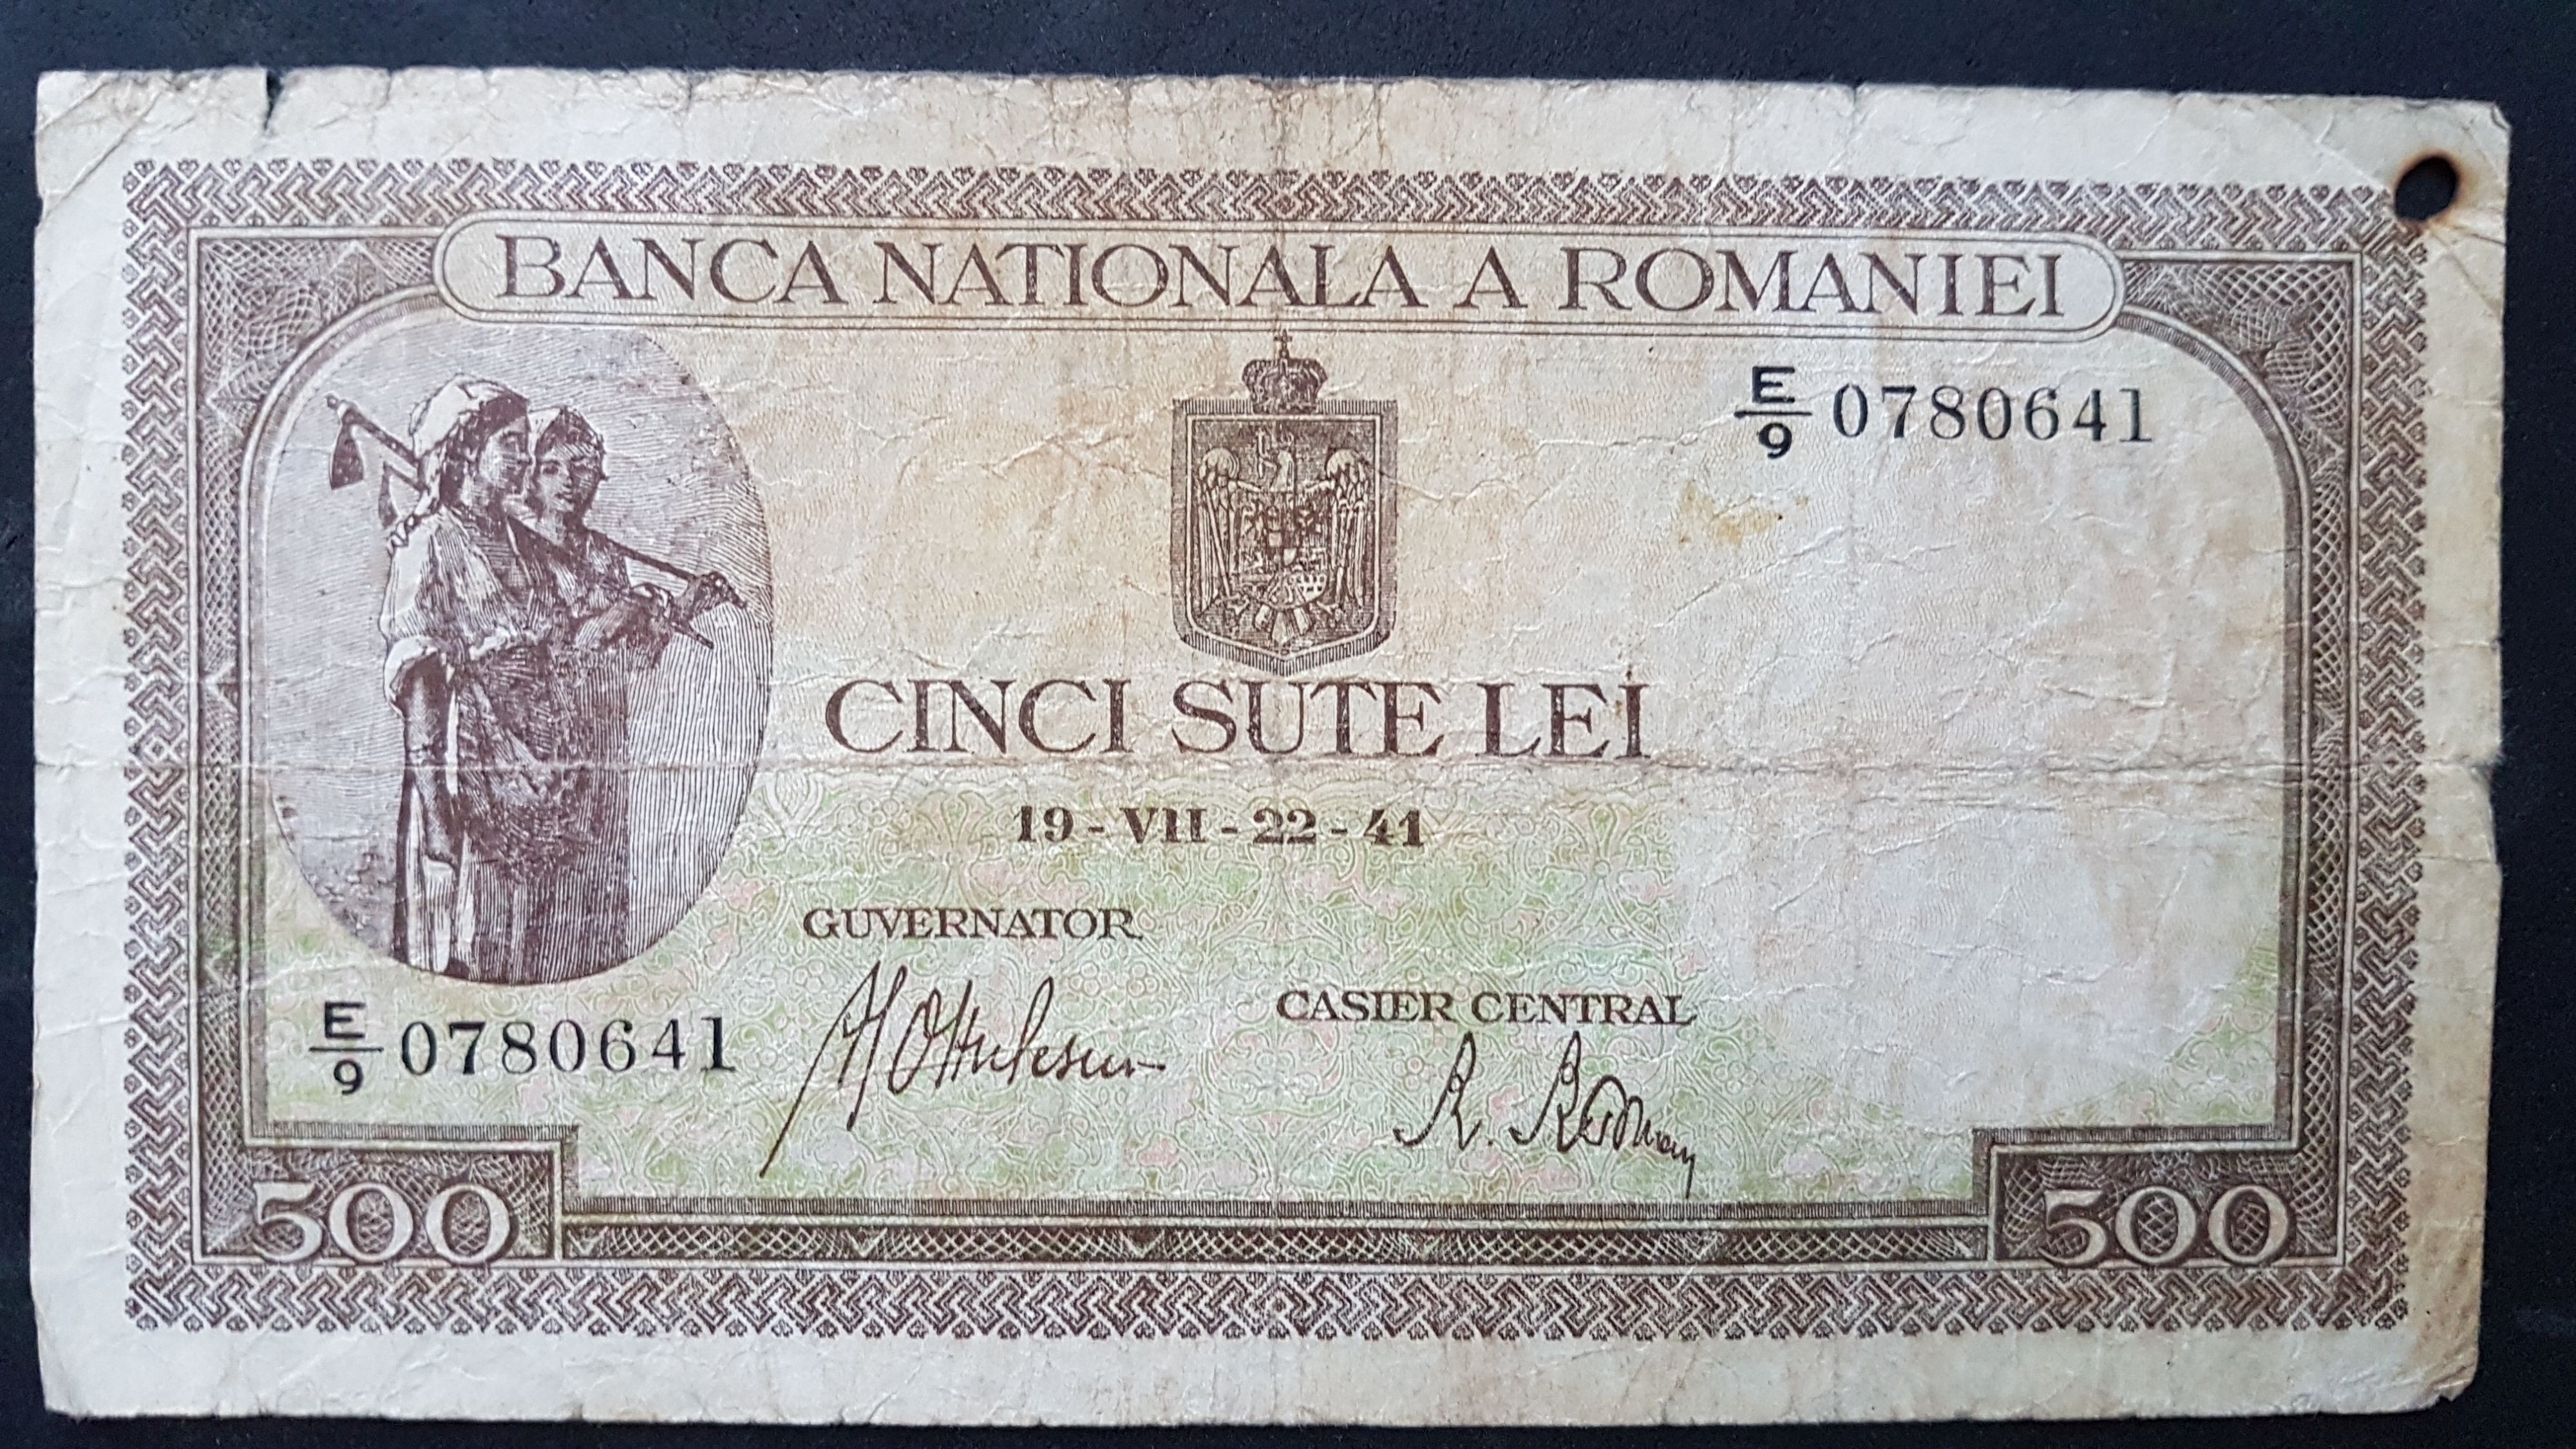 BANCA NATIONALA A ROMANIEI
E/9 0780641
CINCI SUTE LEI
19 - VII - 22 - 41
GUVERNATOR
CASIER CENTRAL
E/9 0780641
500
500